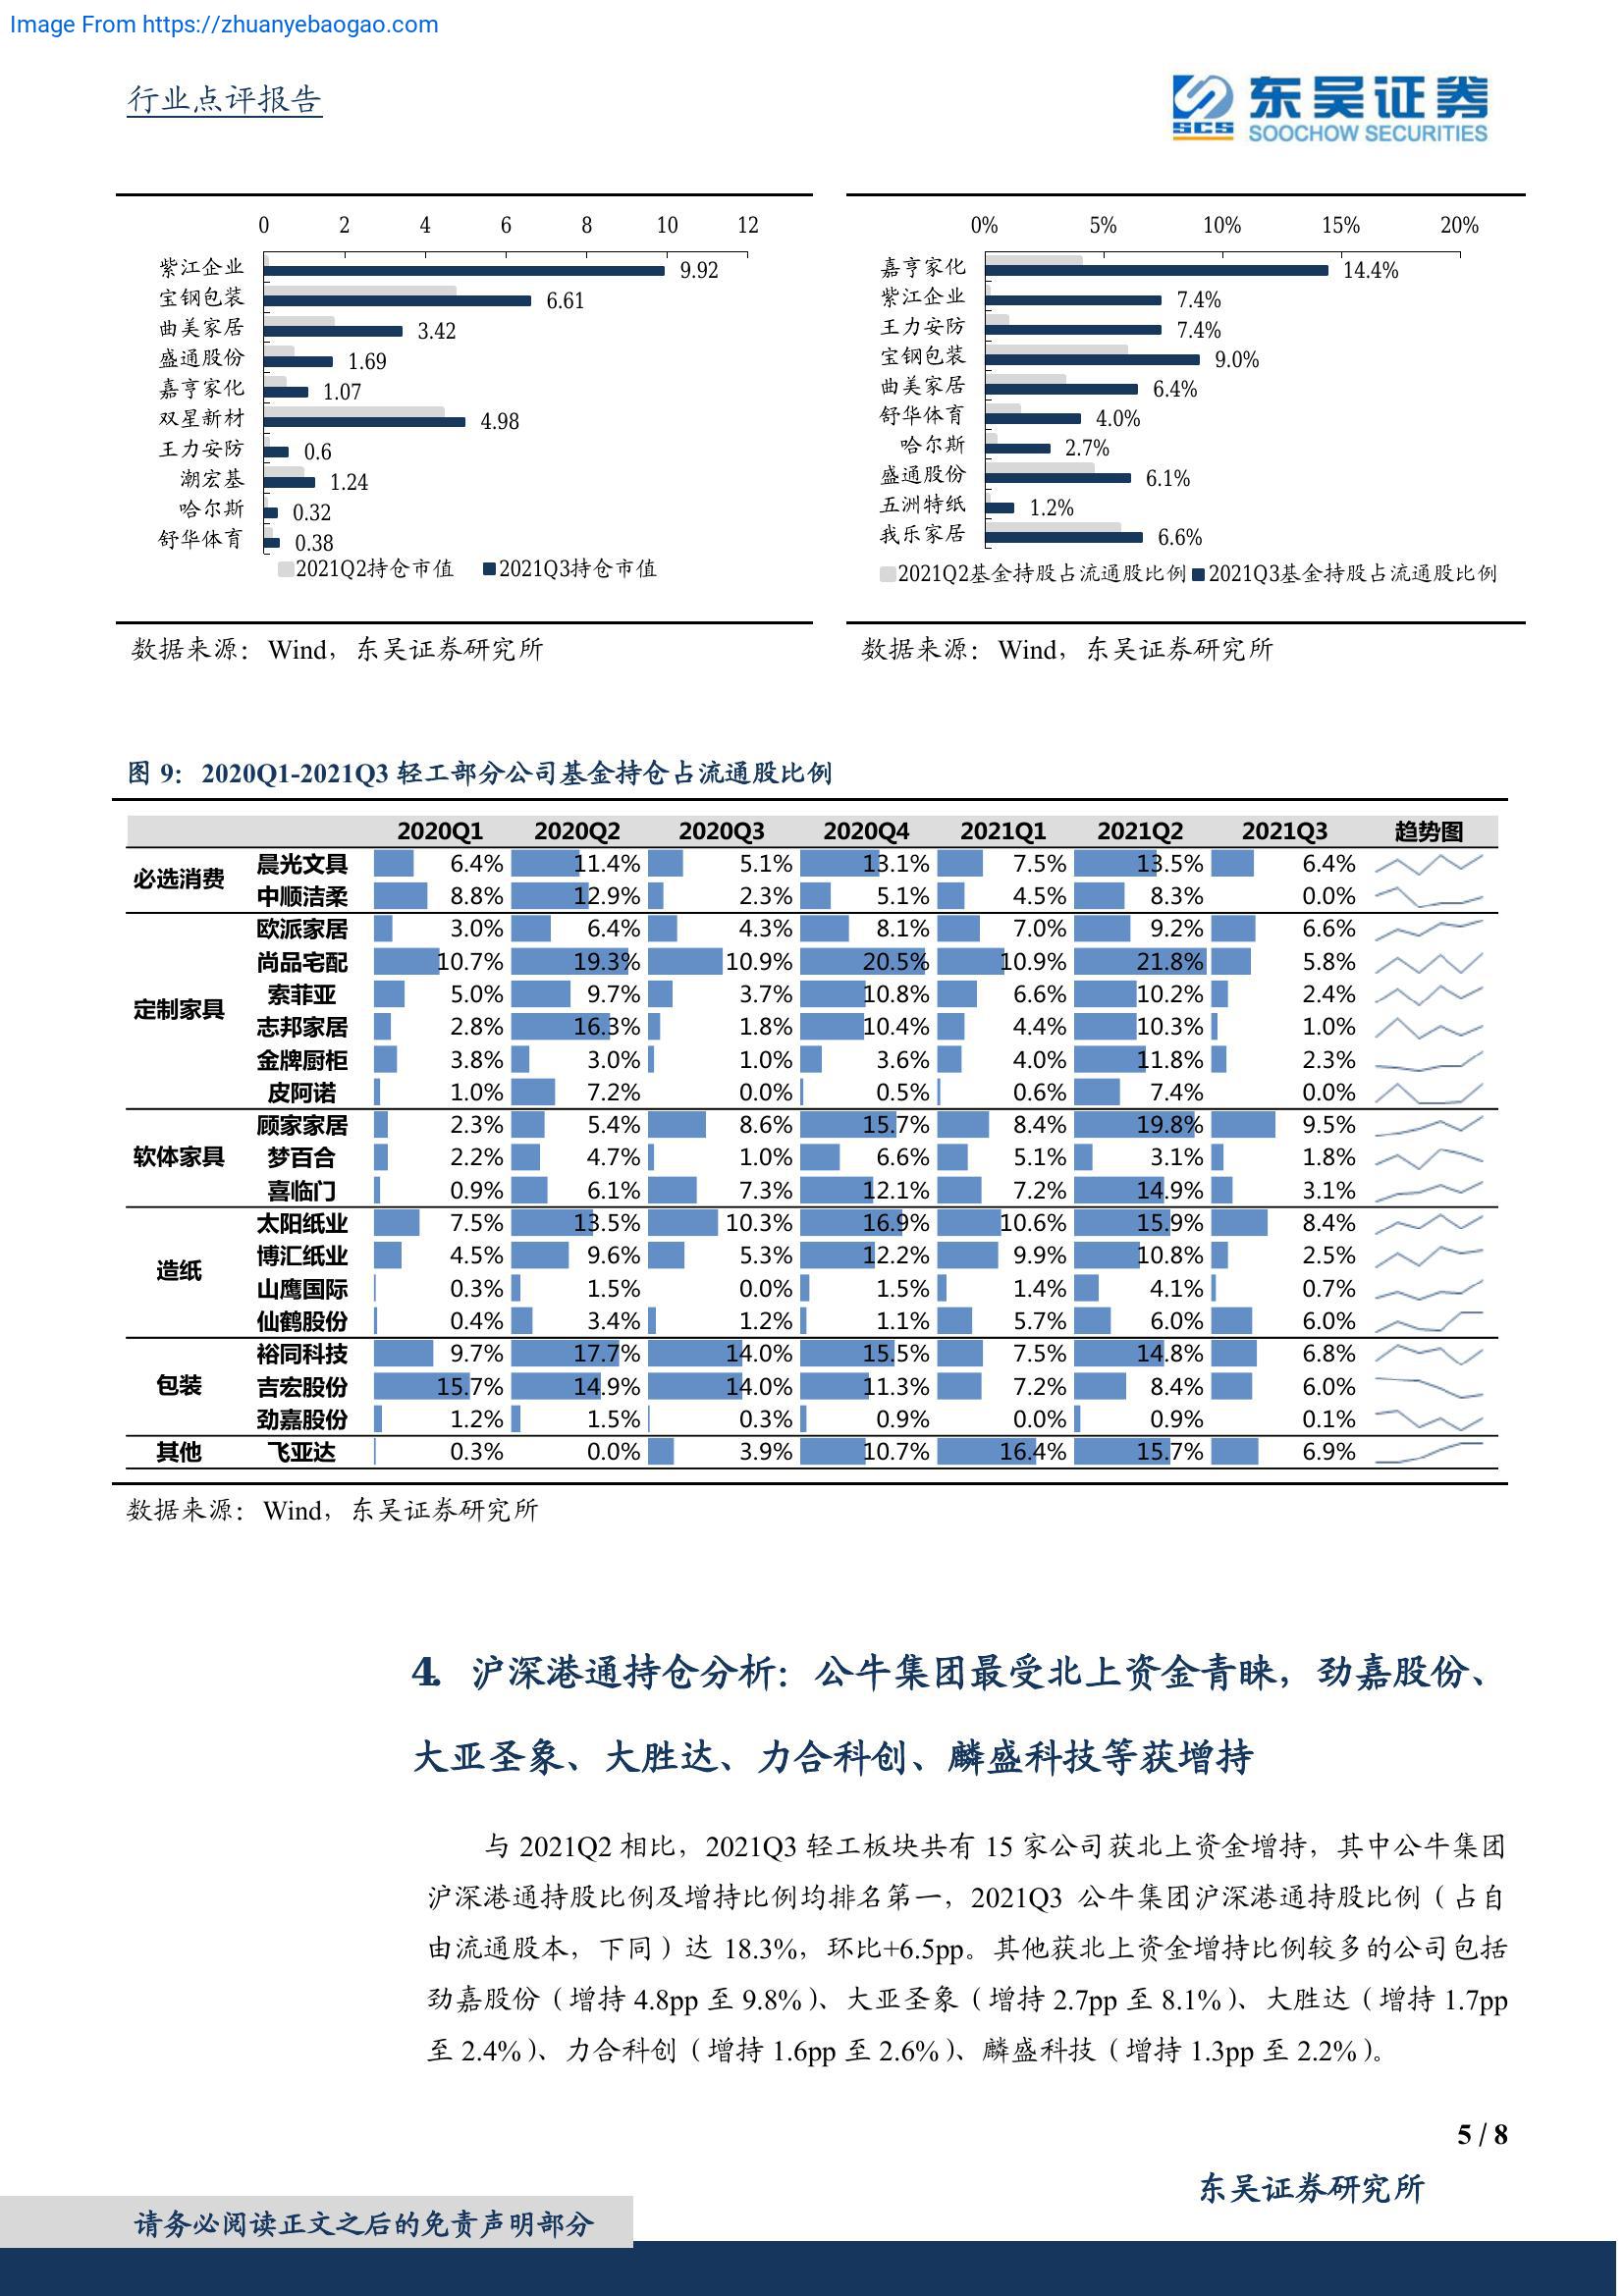 Image From https://zhuanyebaogao.com
行业点评报告
东吴证券
SCS
SOOCHOW SECURITIES
0 2 4 6 8 10 12
紫江企业 9.92
宝钢包装 6.61
曲美家居 3.42
盛通股份 1.69
嘉亨家化 1.07
双星新材 4.98
王力安防 0.6
潮宏基 1.24
哈尔斯 0.32
舒华体育 0.38
2021Q2持仓市值 2021Q3持仓市值
0% 5% 10% 15% 20%
嘉亨家化 14.4%
紫江企业 7.4%
王力安防 7.4%
宝钢包装 9.0%
曲美家居 6.4%
舒华体育 4.0%
哈尔斯 2.7%
盛通股份 6.1%
五洲特纸 1.2%
我乐家居 6.6%
2021Q2基金持股占流通股比例 2021Q3基金持股占流通股比例
数据来源：Wind，东吴证券研究所
数据来源：Wind，东吴证券研究所
图 9：2020Q1-2021Q3 轻工部分公司基金持仓占流通股比例
2020Q1 2020Q2 2020Q3 2020Q4 2021Q1 2021Q2 2021Q3 趋势图
必选消费
晨光文具 6.4% 11.4% 5.1% 13.1% 7.5% 13.5% 6.4%
中顺洁柔 8.8% 12.9% 2.3% 5.1% 4.5% 8.3% 0.0%
定制家具
欧派家居 3.0% 6.4% 4.3% 8.1% 7.0% 9.2% 6.6%
尚品宅配 10.7% 19.3% 10.9% 20.5% 10.9% 21.8% 5.8%
索菲亚 5.0% 9.7% 3.7% 10.8% 6.6% 10.2% 2.4%
志邦家居 2.8% 16.3% 1.8% 10.4% 4.4% 10.3% 1.0%
金牌厨柜 3.8% 3.0% 1.0% 3.6% 4.0% 11.8% 2.3%
皮阿诺 1.0% 7.2% 0.0% 0.5% 0.6% 7.4% 0.0%
软体家具
顾家家居 2.3% 5.4% 8.6% 15.7% 8.4% 19.8% 9.5%
梦百合 2.2% 4.7% 1.0% 6.6% 5.1% 3.1% 1.8%
喜临门 0.9% 6.1% 7.3% 12.1% 7.2% 14.9% 3.1%
造纸
太阳纸业 7.5% 13.5% 10.3% 16.9% 10.6% 15.9% 8.4%
博汇纸业 4.5% 9.6% 5.3% 12.2% 9.9% 10.8% 2.5%
山鹰国际 0.3% 1.5% 0.0% 1.5% 1.4% 4.1% 0.7%
仙鹤股份 0.4% 3.4% 1.2% 1.1% 5.7% 6.0% 6.0%
包装
裕同科技 9.7% 17.7% 14.0% 15.5% 7.5% 14.8% 6.8%
吉宏股份 15.7% 14.9% 14.0% 11.3% 7.2% 8.4% 6.0%
劲嘉股份 1.2% 1.5% 0.3% 0.9% 0.0% 0.9% 0.1%
其他
飞亚达 0.3% 0.0% 3.9% 10.7% 16.4% 15.7% 6.9%
数据来源：Wind，东吴证券研究所
4. 沪深港通持仓分析：公牛集团最受北上资金青睐，劲嘉股份、
大亚圣象、大胜达、力合科创、麟盛科技等获增持
与 2021Q2 相比，2021Q3 轻工板块共有 15 家公司获北上资金增持，其中公牛集团
沪深港通持股比例及增持比例均排名第一，2021Q3 公牛集团沪深港通持股比例（占自
由流通股本，下同）达 18.3%，环比+6.5pp。其他获北上资金增持比例较多的公司包括
劲嘉股份（增持 4.8pp 至 9.8%）、大亚圣象（增持 2.7pp 至 8.1%）、大胜达（增持 1.7pp
至 2.4%）、力合科创（增持 1.6pp 至 2.6%）、麟盛科技（增持 1.3pp 至 2.2%）。
5 / 8
东吴证券研究所
请务必阅读正文之后的免责声明部分